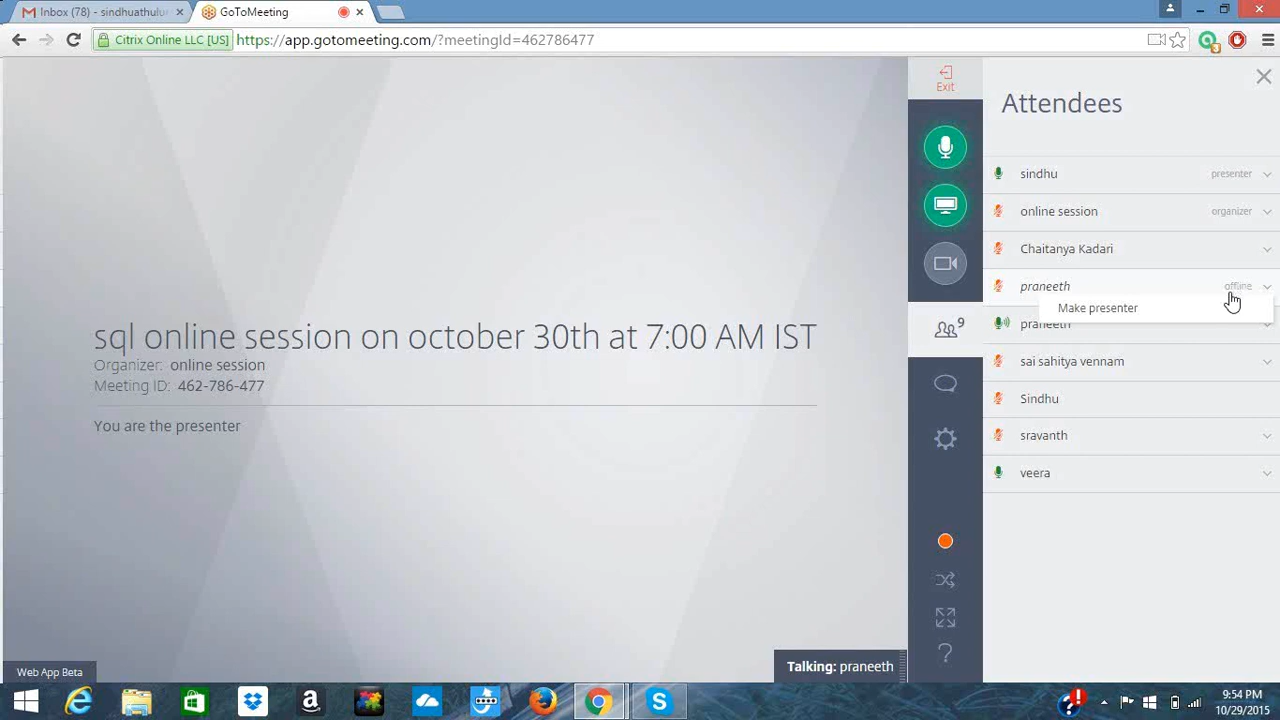 Inbox (78) - sindhuathulur
GoToMeeting
Citrix Online LLC [US]
https://app.gotomeeting.com/?meetingId=462786477
3
Exit
Attendees
sindhu
presenter
online session
organizer
Chaitanya Kadari
praneeth
offline
Make presenter
9
praneeth
sai sahitya vennam
Sindhu
sravanth
veera
sql online session on october 30th at 7:00 AM IST
Organizer: online session
Meeting ID: 462-786-477
You are the presenter
?
Web App Beta
Talking: praneeth
9:54 PM
10/29/2015